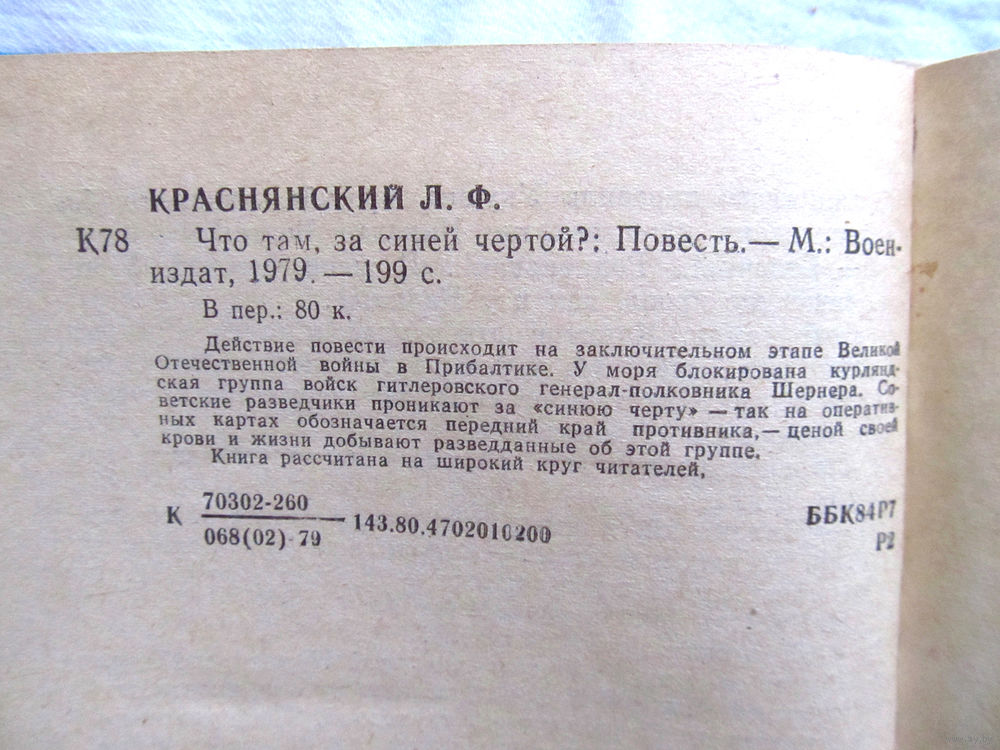 КРАСНЯНСКИЙ Л. Ф.
К78 Что там, за синей чертой?: Повесть.— М.: Воен-
издат, 1979. — 199 с.
В пер.: 80 к.
Действие повести происходит на заключительном этапе Великой
Отечественной войны в Прибалтике. У моря блокирована курлянд-
ская группа войск гитлеровского генерал-полковника Шернера. Со-
ветские разведчики проникают за «синюю черту» — так на оператив-
ных картах обозначается передний край противника,— ценой своей
крови и жизни добывают разведданные об этой группе.
Книга рассчитана на широкий круг читателей,
К 70302-260
068(02)-79 143.80.4702010200
ББК84Р7
Р2